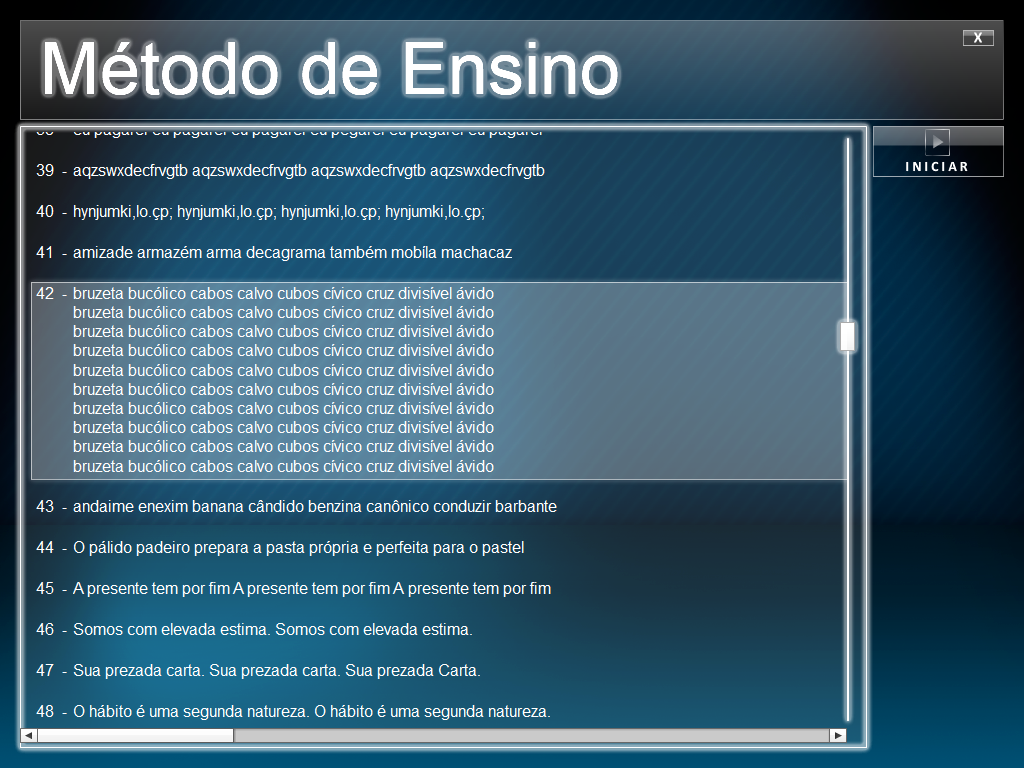 Método de Ensino
X
INICIAR
38 - eu pagarei eu pagarei eu pagarei eu pegarei eu pagarei eu pagarei
39 - aqzswxdecfrvgtb aqzswxdecfrvgtb aqzswxdecfrvgtb aqzswxdecfrvgtb
40 - hynjumki,lo.çp; hynjumki,lo.çp; hynjumki,lo.çp; hynjumki,lo.çp;
41 - amizade armazém arma decagrama também mobíla machacaz
42 - bruzeta bucólico cabos calvo cubos cívico cruz divisível ávido
bruzeta bucólico cabos calvo cubos cívico cruz divisível ávido
bruzeta bucólico cabos calvo cubos cívico cruz divisível ávido
bruzeta bucólico cabos calvo cubos cívico cruz divisível ávido
bruzeta bucólico cabos calvo cubos cívico cruz divisível ávido
bruzeta bucólico cabos calvo cubos cívico cruz divisível ávido
bruzeta bucólico cabos calvo cubos cívico cruz divisível ávido
bruzeta bucólico cabos calvo cubos cívico cruz divisível ávido
bruzeta bucólico cabos calvo cubos cívico cruz divisível ávido
bruzeta bucólico cabos calvo cubos cívico cruz divisível ávido
43 - andaime enexim banana cândido benzina canônico conduzir barbante
44 - O pálido padeiro prepara a pasta própria e perfeita para o pastel
45 - A presente tem por fim A presente tem por fim A presente tem por fim
46 - Somos com elevada estima. Somos com elevada estima.
47 - Sua prezada carta. Sua prezada carta. Sua prezada Carta.
48 - O hábito é uma segunda natureza. O hábito é uma segunda natureza.